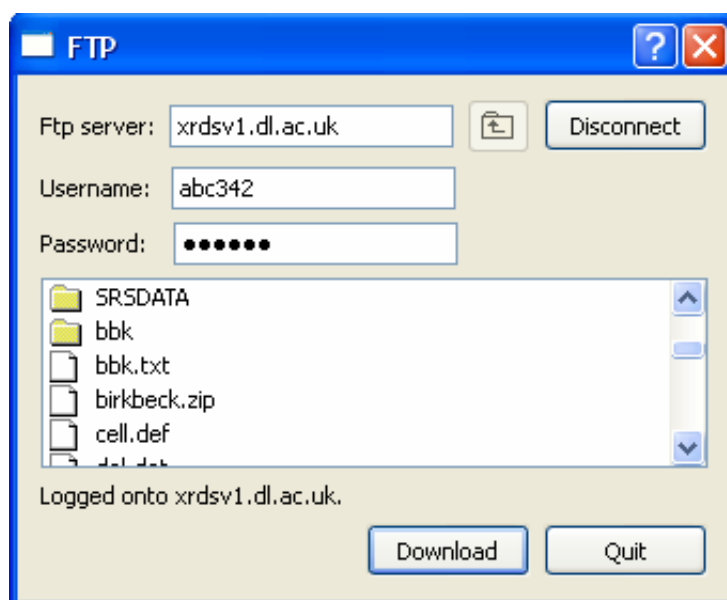 FTP
Ftp server: xrdsv1.dl.ac.uk Disconnect
Username: abc342
Password: ●●●●●●
SRSDATA
bbk
bbk.txt
birkbeck.zip
cell.def
Logged onto xrdsv1.dl.ac.uk.
Download Quit